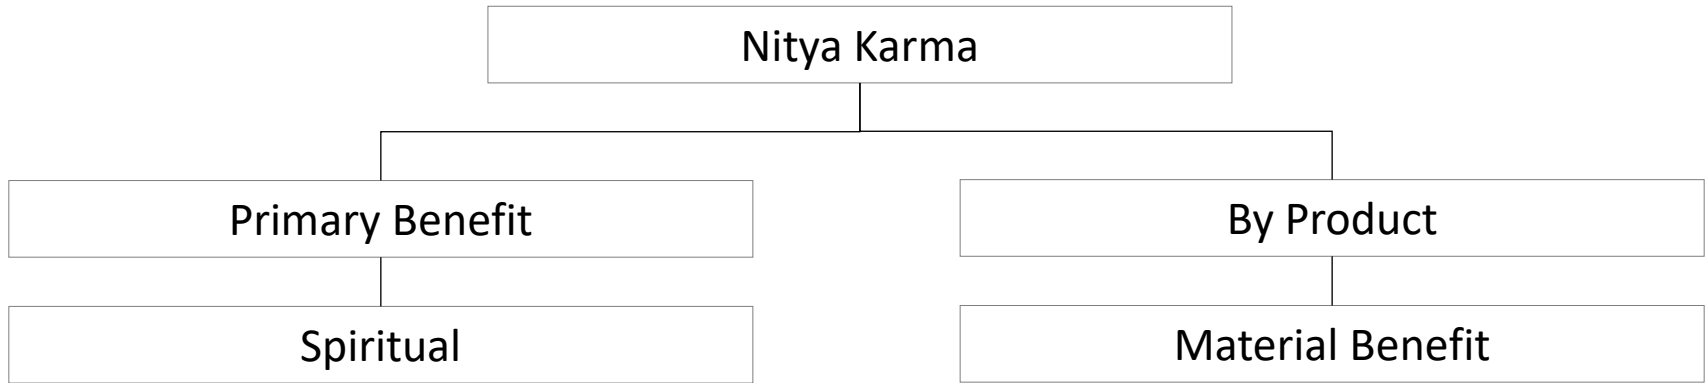 Nitya Karma
Primary Benefit
By Product
Spiritual
Material Benefit